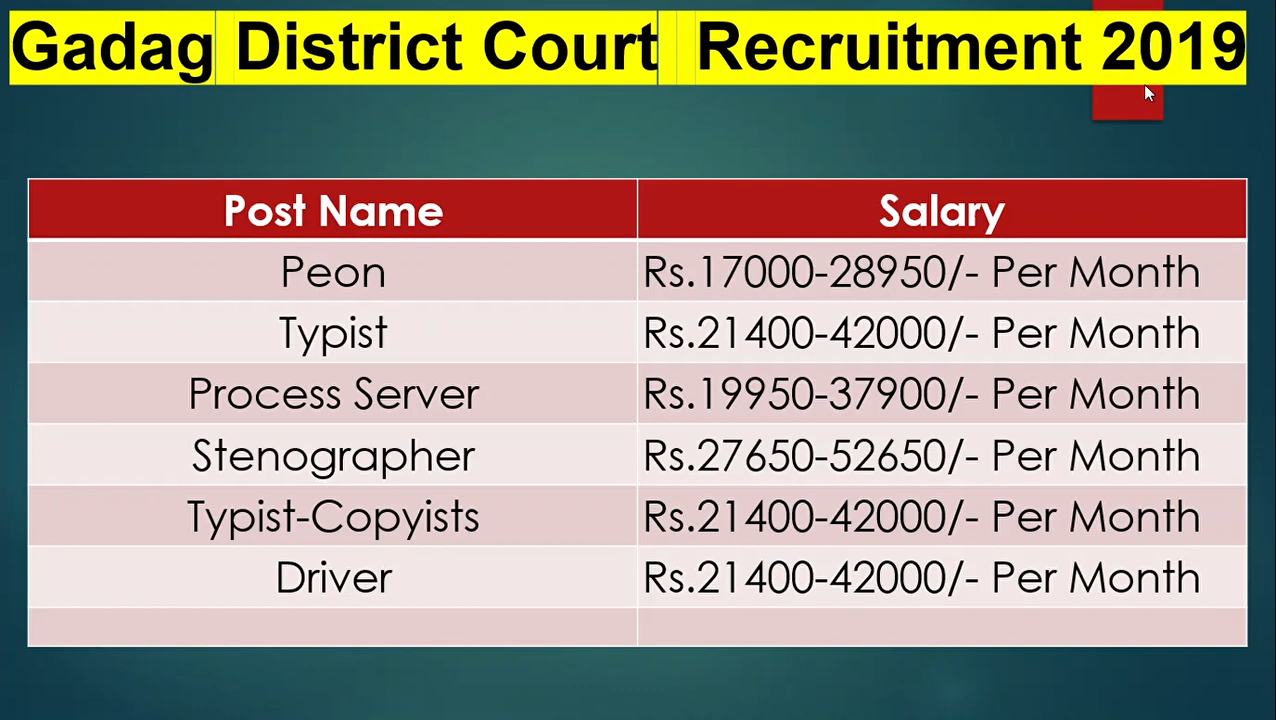 Gadag District Court Recruitment 2019
Post Name Salary
Peon Rs.17000-28950/- Per Month
Typist Rs.21400-42000/- Per Month
Process Server Rs.19950-37900/- Per Month
Stenographer Rs.27650-52650/- Per Month
Typist-Copyists Rs.21400-42000/- Per Month
Driver Rs.21400-42000/- Per Month